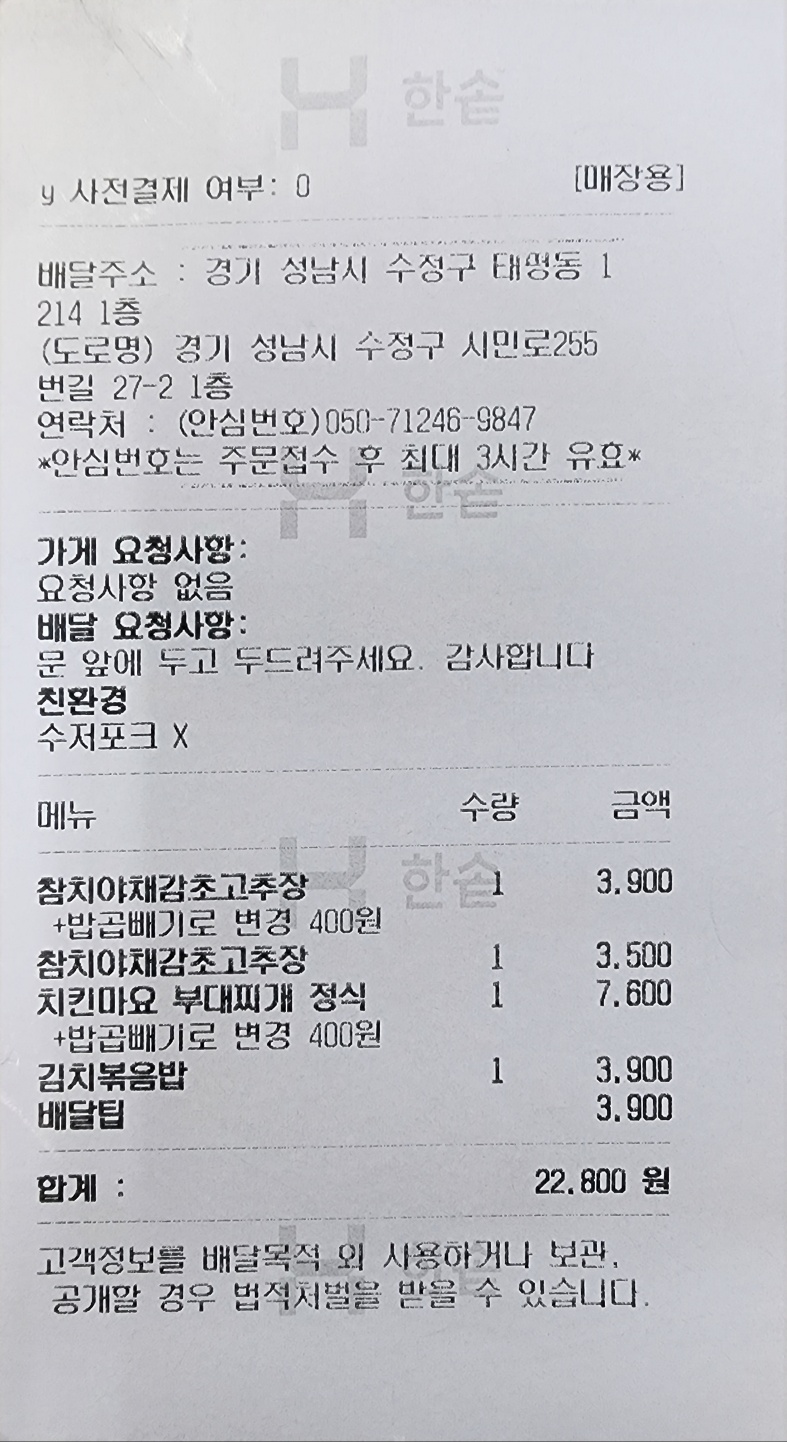 한솥
y 사전결제 여부: 0 [매장용]
배달주소 : 경기 성남시 수정구 태평동 1
214 1층
(도로명) 경기 성남시 수정구 시민로255
번길 27-2 1층
연락처 : (안심번호)050-71246-9847
*안심번호는 주문접수 후 최대 3시간 유효*
한솥
가게 요청사항:
요청사항 없음
배달 요청사항:
문 앞에 두고 두드려주세요. 감사합니다
친환경
수저포크 X
메뉴 수량 금액
한솥
참치야채감초고추장 1 3.900
+밥곱빼기로 변경 400원
참치야채감초고추장 1 3.500
치킨마요 부대찌개 정식 1 7.600
+밥곱빼기로 변경 400원
김치볶음밥 1 3.900
배달팁 3.900
합계 : 22.800 원
고객정보를 배달목적 외 사용하거나 보관,
공개할 경우 법적처벌을 받을 수 있습니다.